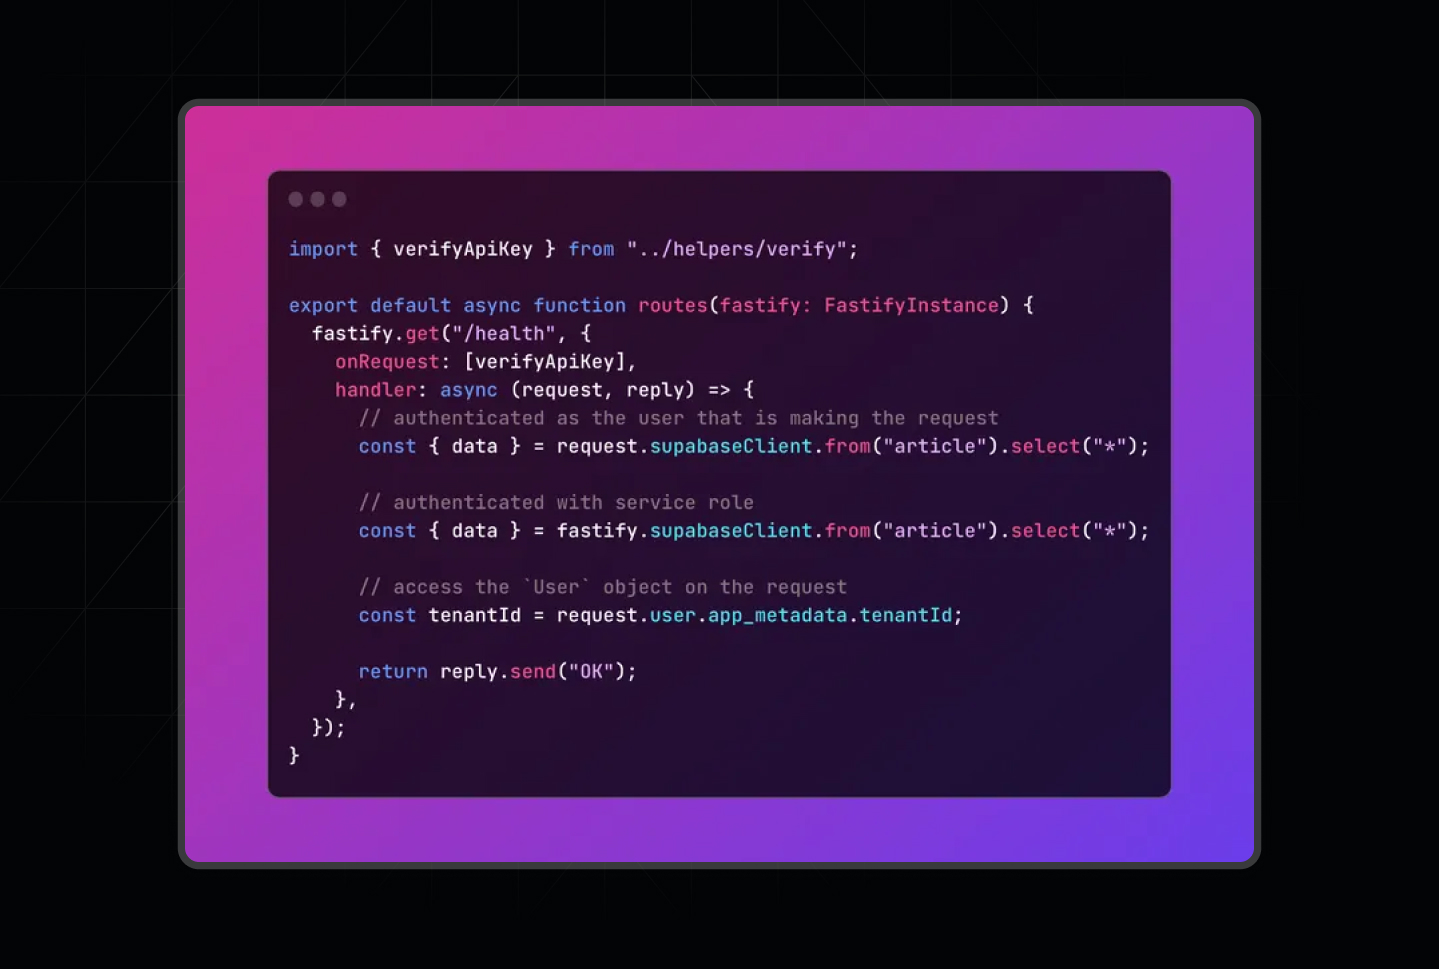 import { verifyApiKey } from "../helpers/verify";
export default async function routes(fastify: FastifyInstance) {
fastify.get("/health", {
onRequest: [verifyApiKey],
handler: async (request, reply) => {
// authenticated as the user that is making the request
const { data } = request.supabaseClient.from("article").select("*");
// authenticated with service role
const { data } = fastify.supabaseClient.from("article").select("*");
// access the `User` object on the request
const tenantId = request.user.app_metadata.tenantId;
return reply.send("OK");
},
});
}